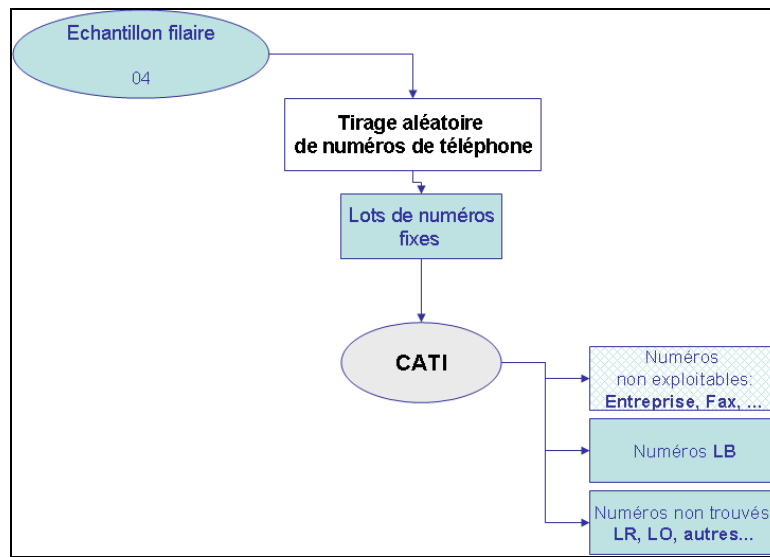 Echantillon filaire
04
Tirage aléatoire
de numéros de téléphone
Lots de numéros
fixes
CATI
Numéros
non exploitables:
Entreprise, Fax, ...
Numéros LB
Numéros non trouvés
LR, LO, autres...